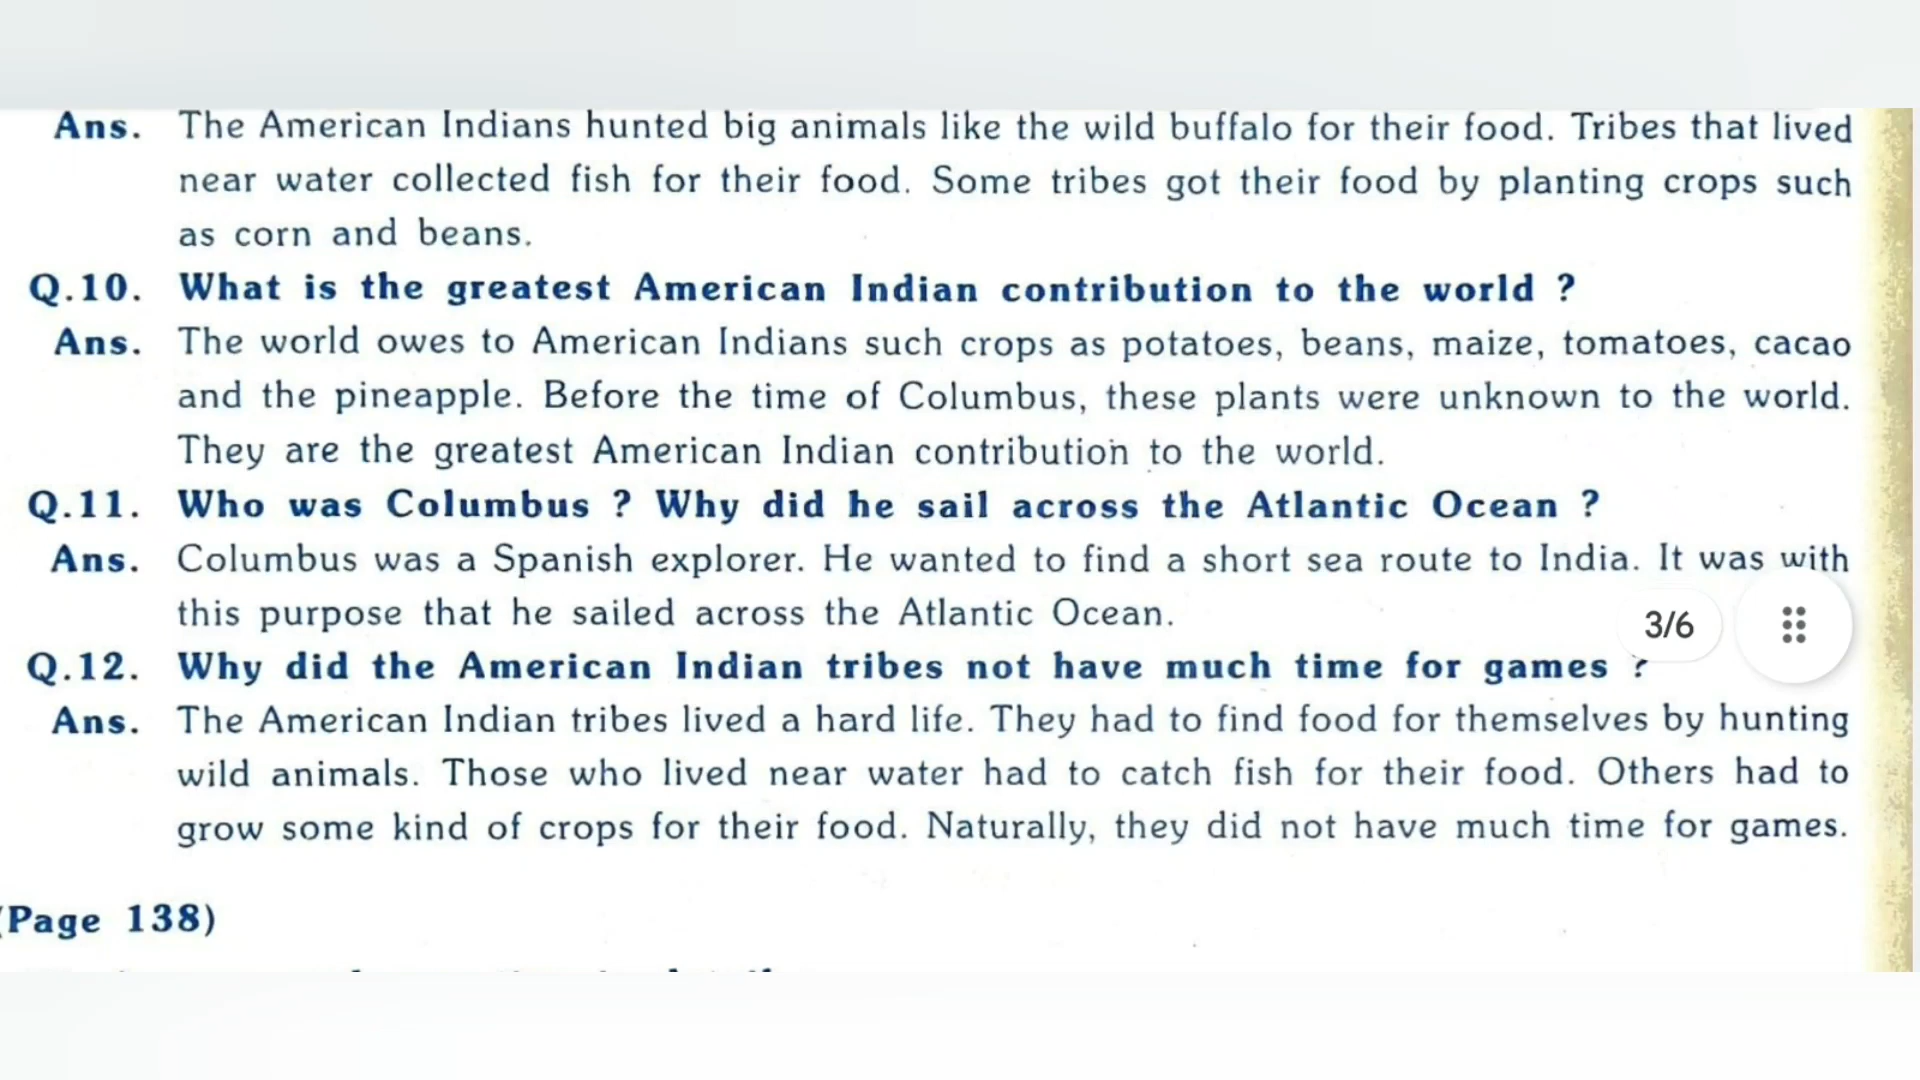 Ans. The American Indians hunted big animals like the wild buffalo for their food. Tribes that lived
near water collected fish for their food. Some tribes got their food by planting crops such
as corn and beans.
Q.10. What is the greatest American Indian contribution to the world ?
Ans. The world owes to American Indians such crops as potatoes, beans, maize, tomatoes, cacao
and the pineapple. Before the time of Columbus, these plants were unknown to the world.
They are the greatest American Indian contribution to the world.
Q.11. Who was Columbus ? Why did he sail across the Atlantic Ocean ?
Ans. Columbus was a Spanish explorer. He wanted to find a short sea route to India. It was with
this purpose that he sailed across the Atlantic Ocean.
3/6
Q.12. Why did the American Indian tribes not have much time for games ?
Ans. The American Indian tribes lived a hard life. They had to find food for themselves by hunting
wild animals. Those who lived near water had to catch fish for their food. Others had to
grow some kind of crops for their food. Naturally, they did not have much time for games.
(Page 138)